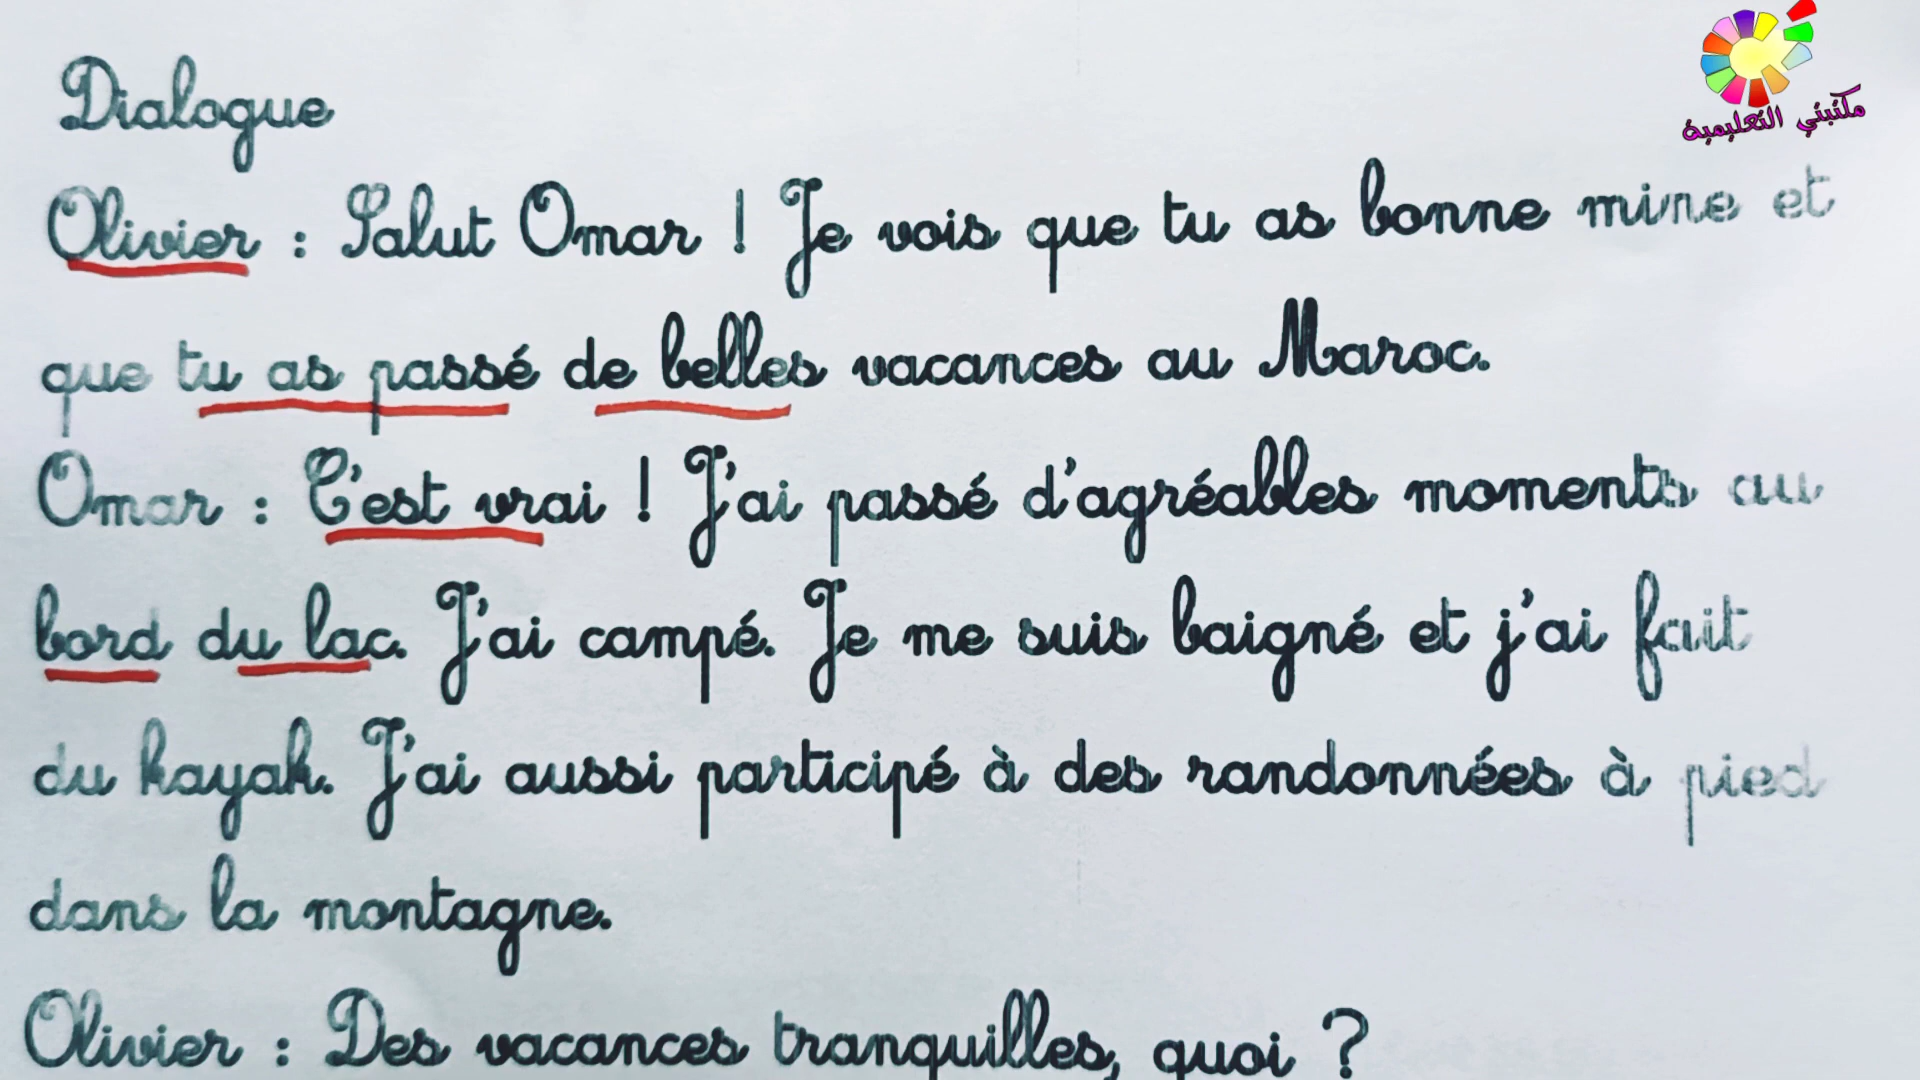 مكتبتي التعليمية
Dialogue
Olivier : Salut Omar ! Je vois que tu as bonne mine et
que tu as passé de belles vacances au Maroc.
Omar : C'est vrai ! J'ai passé d'agréables moments au
bord du lac. J'ai campé. Je me suis baigné et j'ai fait
du kayak. J'ai aussi participé à des randonnées à pied
dans la montagne.
Olivier : Des vacances tranquilles, quoi ?